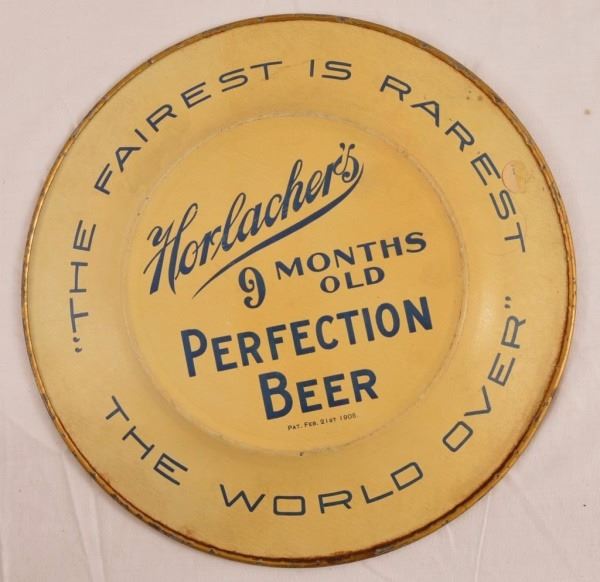 "THE FAIREST IS RAREST
THE WORLD OVER"
Horlacher's
9 MONTHS
OLD
PERFECTION
BEER
PAT. FEB. 21ST 1905.